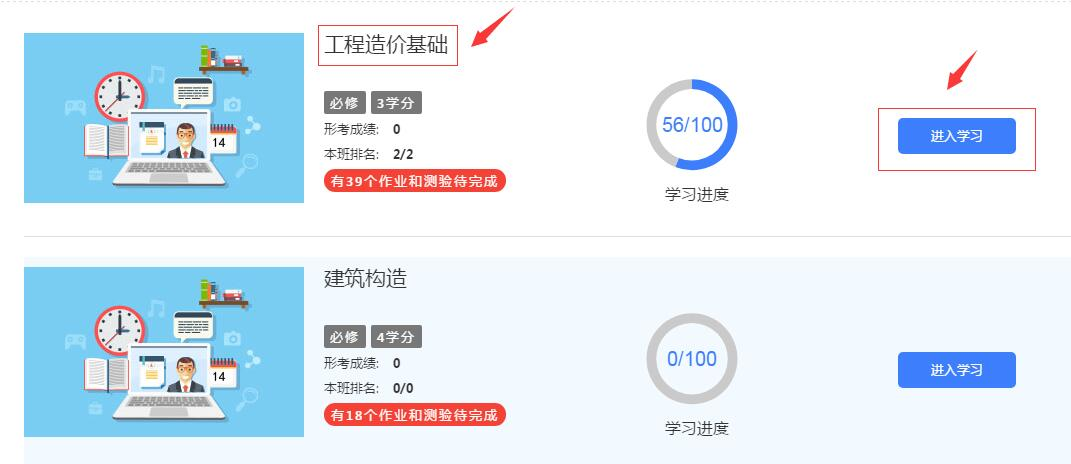 工程造价基础
必修 3学分
形考成绩: 0
本班排名: 2/2
有39个作业和测验待完成
56/100
学习进度
进入学习
14
建筑构造
必修 4学分
形考成绩: 0
本班排名: 0/0
有18个作业和测验待完成
0/100
学习进度
进入学习
14